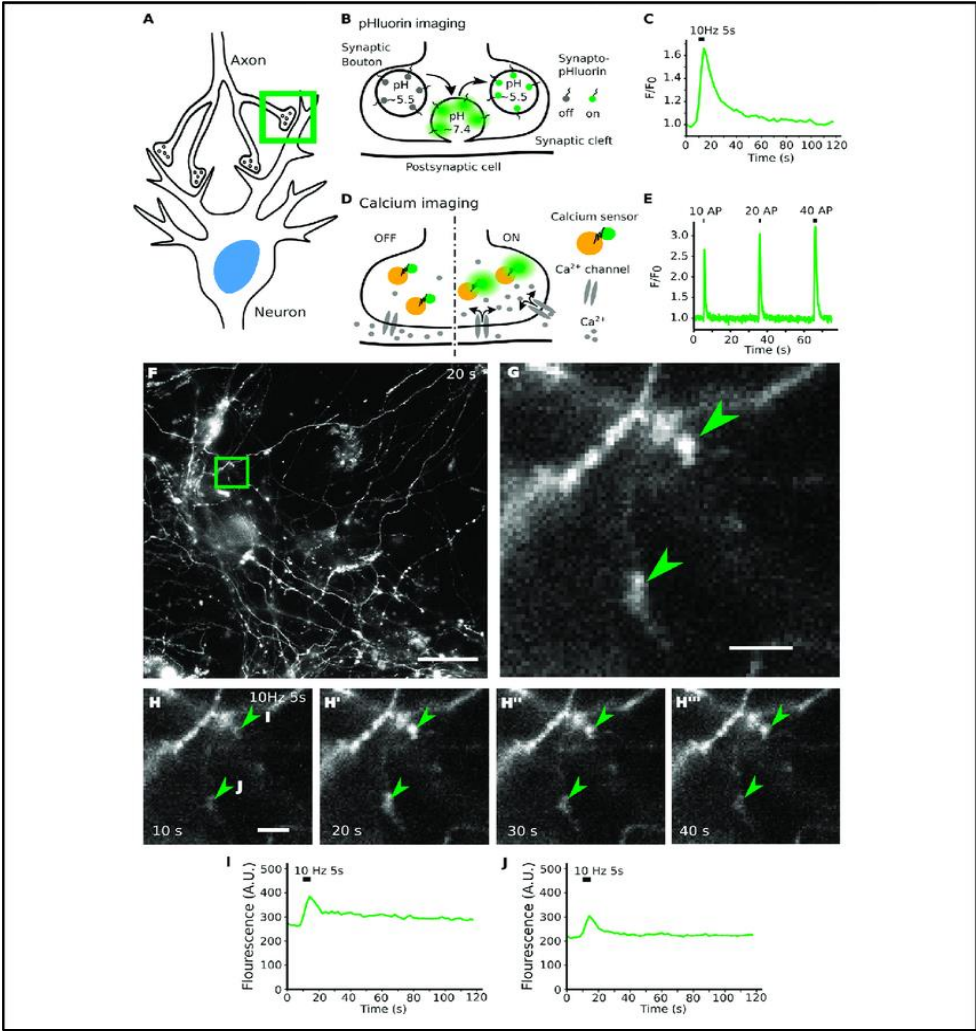 A
Axon
Neuron
B pHluorin imaging
Synaptic
Bouton
pH
~5.5
pH
~7.4
pH
~5.5
Synapto-
pHluorin
off on
Synaptic cleft
Postsynaptic cell
C
10Hz 5s
F/F0
1.6
1.4
1.2
1.0
0 20 40 60 80 100 120
Time (s)
D Calcium imaging
OFF
ON
Calcium sensor
Ca²⁺ channel
Ca²⁺
E
10 AP 20 AP 40 AP
F/F0
3.0
2.5
1.5
1.0
0 20 40 60
Time (s)
F
20 s
G
H
10Hz 5s
I
J
10 s
H'
20 s
H''
30 s
H'''
40 s
I
10 Hz 5s
Flourescence (A.U.)
500
400
300
200
100
0
0 20 40 60 80 100 120
Time (s)
J
10 Hz 5s
Flourescence (A.U.)
500
400
300
200
100
0
0 20 40 60 80 100 120
Time (s)